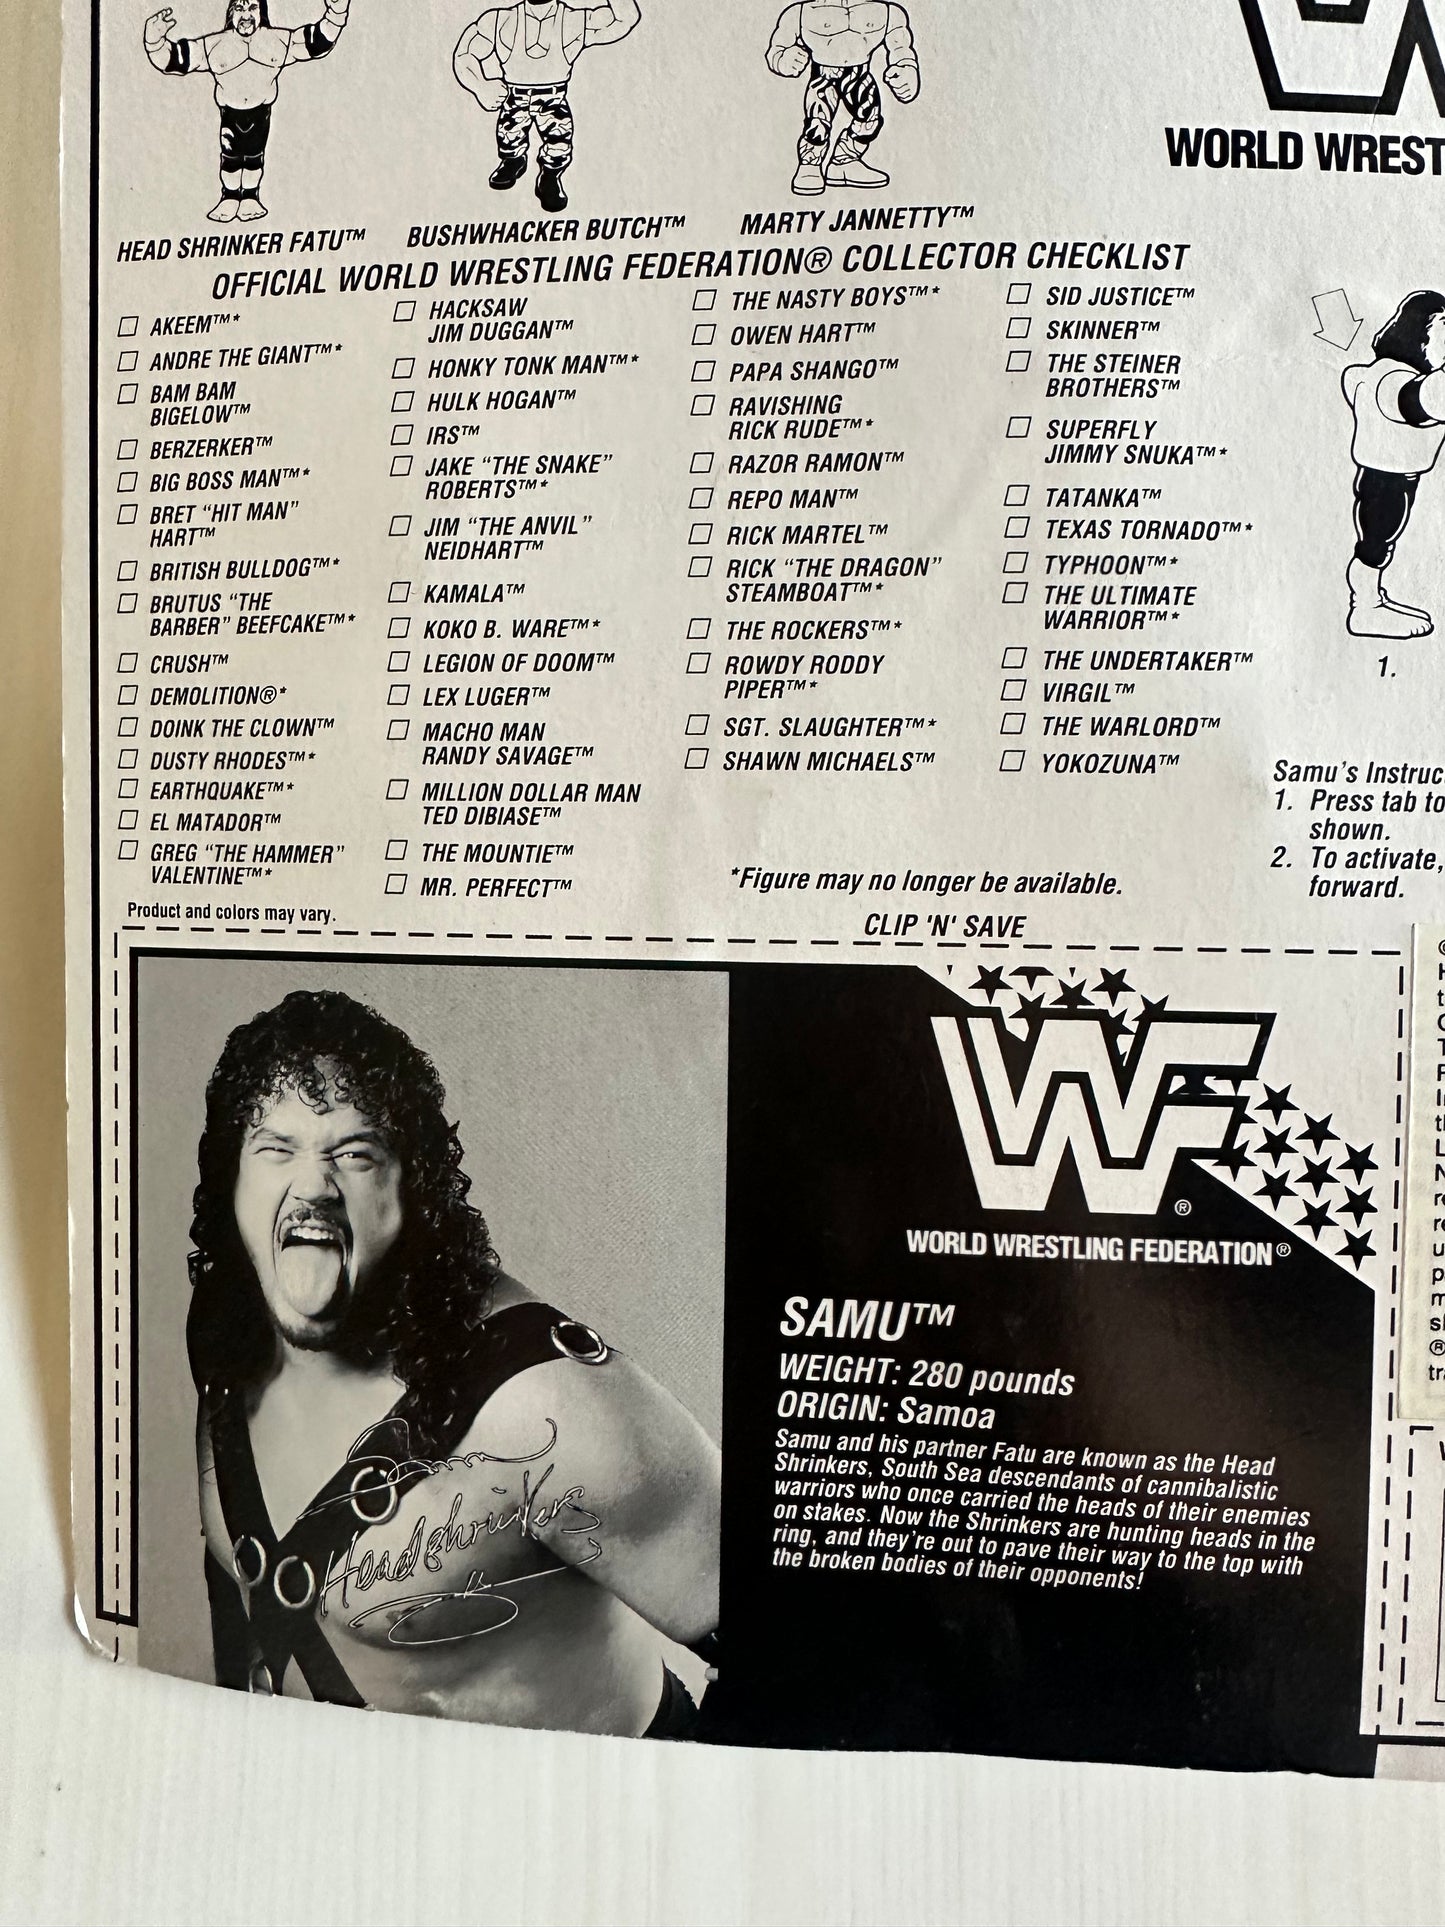 WORLD WREST
HEAD SHRINKER FATU™
BUSHWHACKER BUTCH™
MARTY JANNETTY™
OFFICIAL WORLD WRESTLING FEDERATION® COLLECTOR CHECKLIST
AKEEM™*
ANDRE THE GIANT™*
BAM BAM
BIGELOW™
BERZERKER™
BIG BOSS MAN™*
BRET “HIT MAN”
HART™
BRITISH BULLDOG™*
BRUTUS “THE
BARBER” BEEFCAKE™*
CRUSH™
DEMOLITION®*
DOINK THE CLOWN™
DUSTY RHODES™*
EARTHQUAKE™*
EL MATADOR™
GREG “THE HAMMER”
VALENTINE™*
HACKSAW
JIM DUGGAN™
HONKY TONK MAN™*
HULK HOGAN™
IRS™
JAKE “THE SNAKE”
ROBERTS™*
JIM “THE ANVIL”
NEIDHART™
KAMALA™
KOKO B. WARE™*
LEGION OF DOOM™
LEX LUGER™
MACHO MAN
RANDY SAVAGE™
MILLION DOLLAR MAN
TED DIBIASE™
THE MOUNTIE™
MR. PERFECT™
THE NASTY BOYS™*
OWEN HART™
PAPA SHANGO™
RAVISHING
RICK RUDE™*
RAZOR RAMON™
REPO MAN™
RICK MARTEL™
RICK “THE DRAGON”
STEAMBOAT™*
THE ROCKERS™*
ROWDY RODDY
PIPER™*
SGT. SLAUGHTER™*
SHAWN MICHAELS™
SID JUSTICE™
SKINNER™
THE STEINER
BROTHERS™
SUPERFLY
JIMMY SNUKA™*
TATANKA™
TEXAS TORNADO™*
TYPHOON™*
THE ULTIMATE
WARRIOR™*
THE UNDERTAKER™
VIRGIL™
THE WARLORD™
YOKOZUNA™
*Figure may no longer be available.
Product and colors may vary.
CLIP 'N' SAVE
1.
Samu's Instruc
1. Press tab to
shown.
2. To activate,
forward.
WF
®
WORLD WRESTLING FEDERATION®
SAMU™
WEIGHT: 280 pounds
ORIGIN: Samoa
Samu and his partner Fatu are known as the Head
Shrinkers, South Sea descendants of cannibalistic
warriors who once carried the heads of their enemies
on stakes. Now the Shrinkers are hunting heads in the
ring, and they're out to pave their way to the top with
the broken bodies of their opponents!
Samu
Headshrinkers